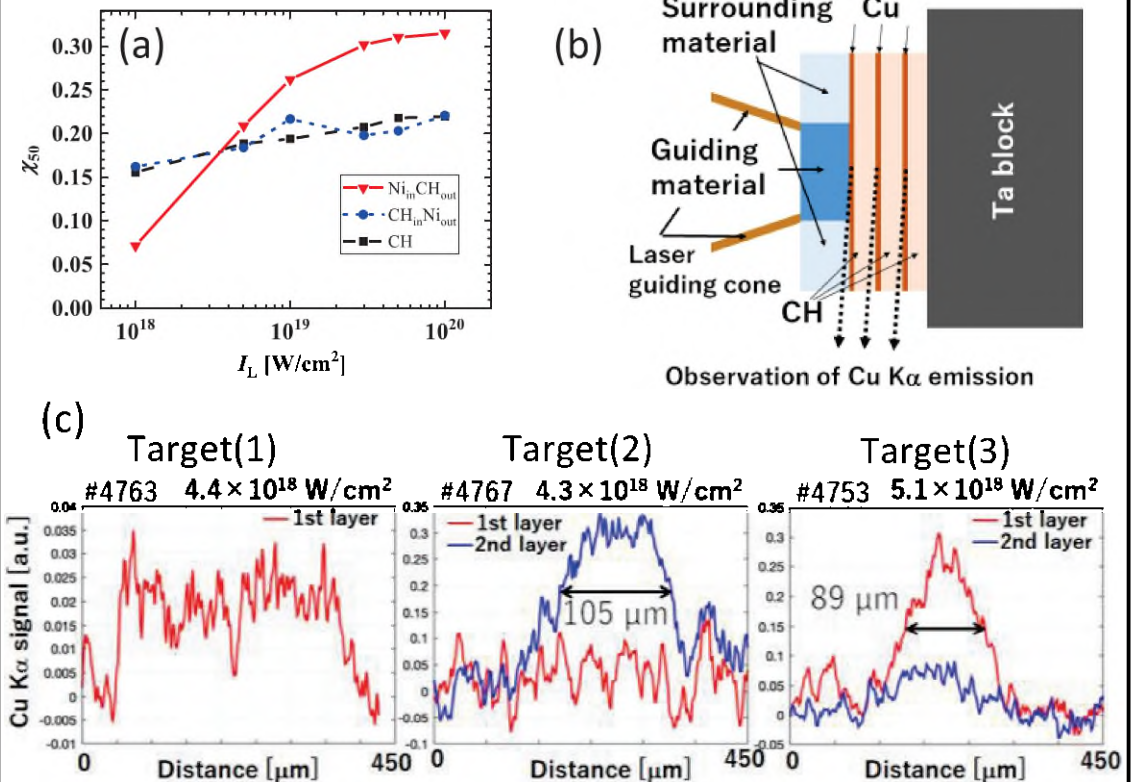 (a)
0.30
0.25
0.20
0.15
0.10
0.05
0.00
χ50
10^18
10^19
10^20
I_L [W/cm²]
Ni_inCH_out
CH_inNi_out
CH
(b)
Surrounding
material
Cu
Guiding
material
Laser
guiding cone
CH
Ta block
Observation of Cu Kα emission
(c)
Target(1)
#4763 4.4×10^18 W/cm²
1st layer
0.04
0.035
0.03
0.025
0.02
0.015
0.01
0.005
0
-0.005
-0.01
Cu Kα signal [a.u.]
0
450
Distance [μm]
Target(2)
#4767 4.3×10^18 W/cm²
1st layer
2nd layer
0.35
0.3
0.25
0.2
0.15
0.1
0.05
0
-0.05
-0.1
105 μm
0
450
Distance [μm]
Target(3)
#4753 5.1×10^18 W/cm²
1st layer
2nd layer
0.35
0.3
0.25
0.2
0.15
0.1
0.05
0
-0.05
89 μm
0
450
Distance [μm]